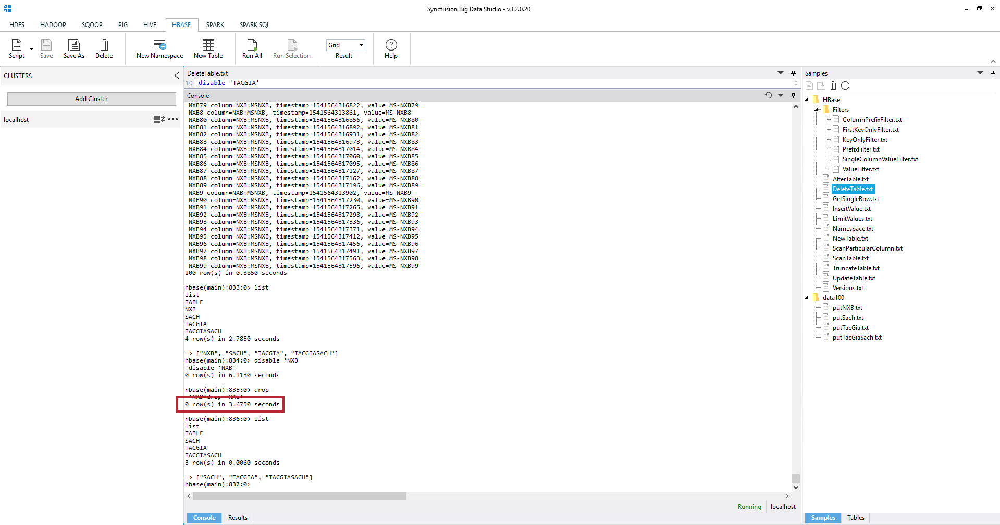 Syncfusion Big Data Studio - v3.2.0.20
HDFS HADOOP SQOOP PIG HIVE HBASE SPARK SPARK SQL
Script Save Save As Delete New Namespace New Table Run All Run Selection Grid Result Help
CLUSTERS
Add Cluster
localhost
DeleteTable.txt
10 disable 'TACGIA'
Console
NXB79 column=NXB:MSNXB, timestamp=1541564316822, value=MS-NXB79
NXB8 column=NXB:MSNXB, timestamp=1541564313861, value=MS-NXB8
NXB80 column=NXB:MSNXB, timestamp=1541564316856, value=MS-NXB80
NXB81 column=NXB:MSNXB, timestamp=1541564316892, value=MS-NXB81
NXB82 column=NXB:MSNXB, timestamp=1541564316931, value=MS-NXB82
NXB83 column=NXB:MSNXB, timestamp=1541564316973, value=MS-NXB83
NXB84 column=NXB:MSNXB, timestamp=1541564317014, value=MS-NXB84
NXB85 column=NXB:MSNXB, timestamp=1541564317060, value=MS-NXB85
NXB86 column=NXB:MSNXB, timestamp=1541564317095, value=MS-NXB86
NXB87 column=NXB:MSNXB, timestamp=1541564317127, value=MS-NXB87
NXB88 column=NXB:MSNXB, timestamp=1541564317162, value=MS-NXB88
NXB89 column=NXB:MSNXB, timestamp=1541564317196, value=MS-NXB89
NXB9 column=NXB:MSNXB, timestamp=1541564313902, value=MS-NXB9
NXB90 column=NXB:MSNXB, timestamp=1541564317230, value=MS-NXB90
NXB91 column=NXB:MSNXB, timestamp=1541564317265, value=MS-NXB91
NXB92 column=NXB:MSNXB, timestamp=1541564317298, value=MS-NXB92
NXB93 column=NXB:MSNXB, timestamp=1541564317336, value=MS-NXB93
NXB94 column=NXB:MSNXB, timestamp=1541564317371, value=MS-NXB94
NXB95 column=NXB:MSNXB, timestamp=1541564317412, value=MS-NXB95
NXB96 column=NXB:MSNXB, timestamp=1541564317456, value=MS-NXB96
NXB97 column=NXB:MSNXB, timestamp=1541564317491, value=MS-NXB97
NXB98 column=NXB:MSNXB, timestamp=1541564317563, value=MS-NXB98
NXB99 column=NXB:MSNXB, timestamp=1541564317596, value=MS-NXB99
100 row(s) in 0.3850 seconds
hbase(main):833:0> list
list
TABLE
NXB
SACH
TACGIA
TACGIASACH
4 row(s) in 2.7850 seconds
=> ["NXB", "SACH", "TACGIA", "TACGIASACH"]
hbase(main):834:0> disable 'NXB
'disable 'NXB'
0 row(s) in 6.1130 seconds
hbase(main):835:0> drop
'NXB'drop 'NXB'
0 row(s) in 3.6750 seconds
hbase(main):836:0> list
list
TABLE
SACH
TACGIA
TACGIASACH
3 row(s) in 0.0060 seconds
=> ["SACH", "TACGIA", "TACGIASACH"]
hbase(main):837:0>
Running localhost
Console Results
Samples
HBase
Filters
ColumnPrefixFilter.txt
FirstKeyOnlyFilter.txt
KeyOnlyFilter.txt
PrefixFilter.txt
SingleColumnValueFilter.txt
ValueFilter.txt
AlterTable.txt
DeleteTable.txt
GetSingleRow.txt
InsertValue.txt
LimitValues.txt
Namespace.txt
NewTable.txt
ScanParticularColumn.txt
ScanTable.txt
TruncateTable.txt
UpdateTable.txt
Versions.txt
data100
putNXB.txt
putSach.txt
putTacGia.txt
putTacGiaSach.txt
Samples Tables